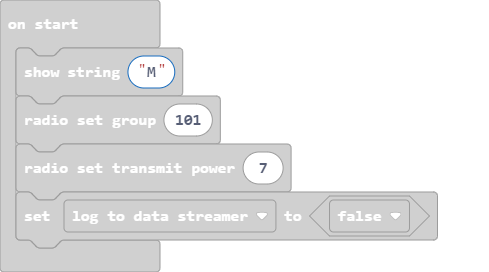 on start
show string "M"
radio set group 101
radio set transmit power 7
set log to data streamer to false